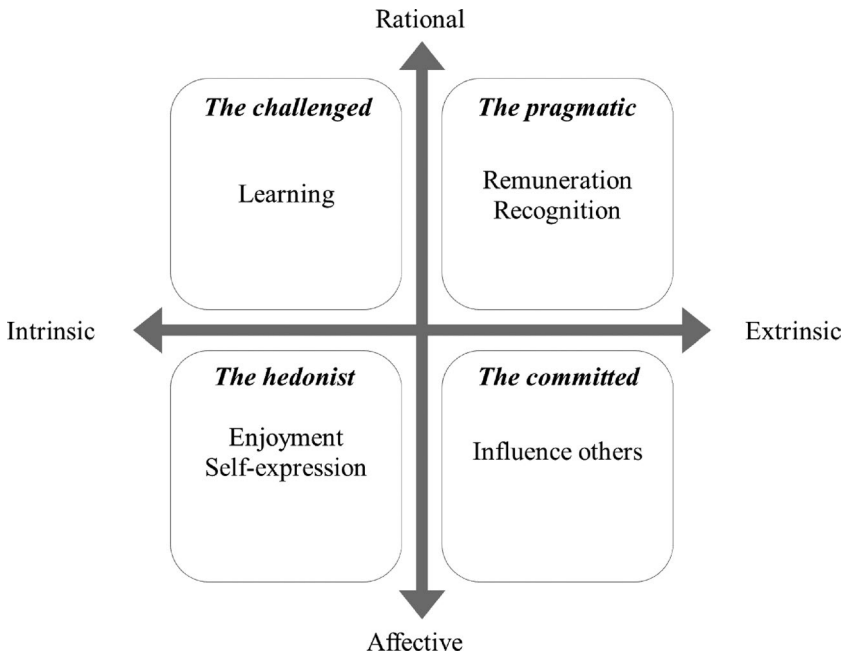 Rational
The challenged
The pragmatic
Learning
Remuneration
Recognition
Intrinsic
Extrinsic
The hedonist
The committed
Enjoyment
Self-expression
Influence others
Affective